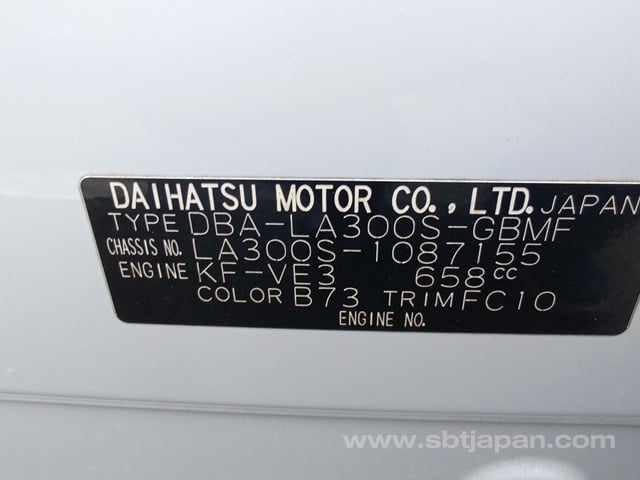 DAIHATSU MOTOR CO., LTD. JAPAN
TYPE DBA-LA300S-GBMF
CHASSIS NO. LA300S-1087155
ENGINE KF-VE3 658cc
COLOR B73 TRIM FC10
ENGINE NO.
www.sbtjapan.com